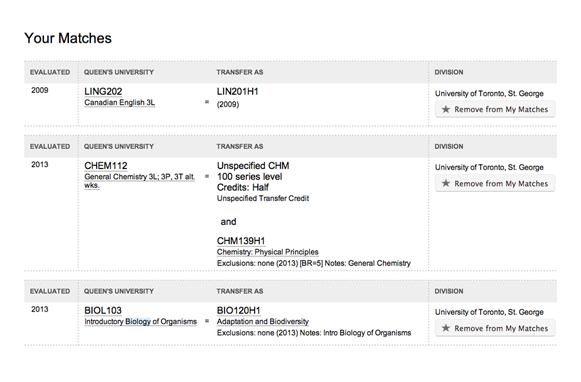 Your Matches
EVALUATED QUEEN'S UNIVERSITY TRANSFER AS DIVISION
2009 LING202 LIN201H1 University of Toronto, St. George
Canadian English 3L = (2009) ★ Remove from My Matches
EVALUATED QUEEN'S UNIVERSITY TRANSFER AS DIVISION
2013 CHEM112 Unspecified CHM University of Toronto, St. George
General Chemistry 3L; 3P, 3T alt. = 100 series level ★ Remove from My Matches
wks. Credits: Half
Unspecified Transfer Credit
and
CHM139H1
Chemistry: Physical Principles
Exclusions: none (2013) [BR=5] Notes: General Chemistry
EVALUATED QUEEN'S UNIVERSITY TRANSFER AS DIVISION
2013 BIOL103 BIO120H1 University of Toronto, St. George
Introductory Biology of Organisms = Adaptation and Biodiversity ★ Remove from My Matches
Exclusions: none (2013) Notes: Intro Biology of Organisms